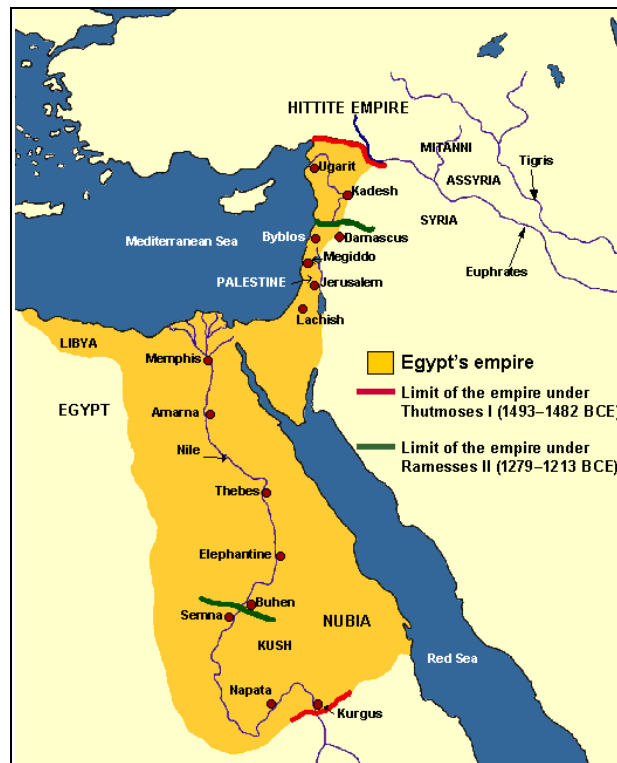 HITTITE EMPIRE
MITANNI
Tigris
Ugarit
ASSYRIA
Kadesh
SYRIA
Mediterranean Sea
Byblos
Damascus
Megiddo
Euphrates
PALESTINE
Jerusalem
Lachish
LIBYA
Memphis
Egypt's empire
EGYPT
Limit of the empire under
Thutmoses I (1493–1482 BCE)
Amarna
Nile
Limit of the empire under
Ramesses II (1279–1213 BCE)
Thebes
Elephantine
Buhen
Semna
NUBIA
KUSH
Red Sea
Napata
Kurgus